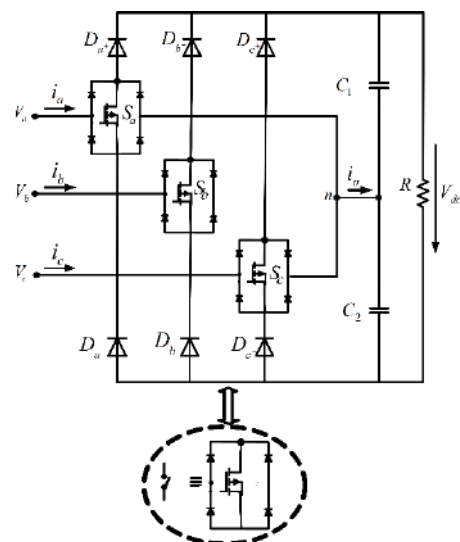 D_a+ D_b+ D_c+
i_a
V_a S_a C_1
i_b
V_b S_b n i_n R V_dc
i_c
V_c S_c
C_2
D_a- D_b D_c-
≡